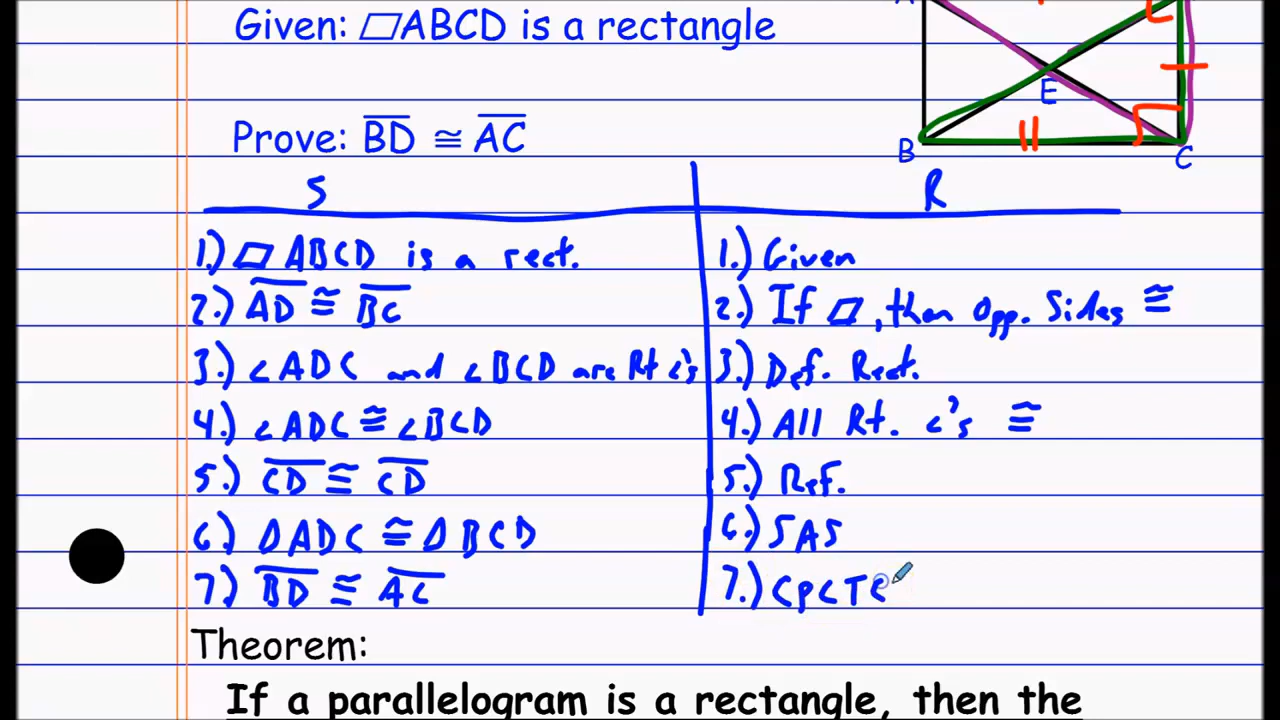 Given: ▱ABCD is a rectangle
E
Prove: BD ≅ AC
B
C
S
R
1.) ▱ ABCD is a rect.
1.) Given
2.) AD ≅ BC
2.) If ▱, then opp. Sides ≅
3.) ∠ADC and ∠BCD are Rt ∠'s
3.) Def. Rect.
4.) ∠ADC ≅ ∠BCD
4.) All Rt. ∠'s ≅
5.) CD ≅ CD
5.) Ref.
6.) Δ ADC ≅ Δ BCD
6.) SAS
7.) BD ≅ AC
7.) CPCTC
Theorem:
If a parallelogram is a rectangle, then the